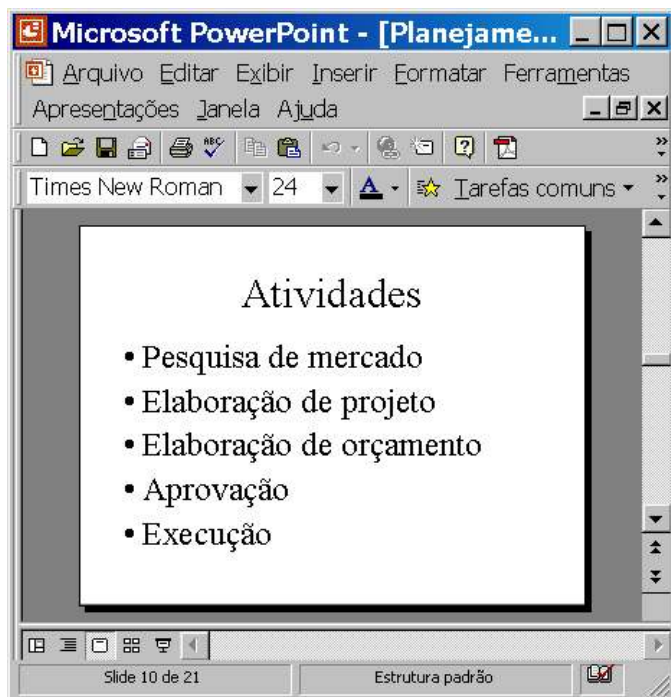 Microsoft PowerPoint - [Planejame...
Arquivo Editar Exibir Inserir Formatar Ferramentas
Apresentações Janela Ajuda
ABC
Times New Roman 24 A Tarefas comuns
Atividades
• Pesquisa de mercado
• Elaboração de projeto
• Elaboração de orçamento
• Aprovação
• Execução
Slide 10 de 21 Estrutura padrão